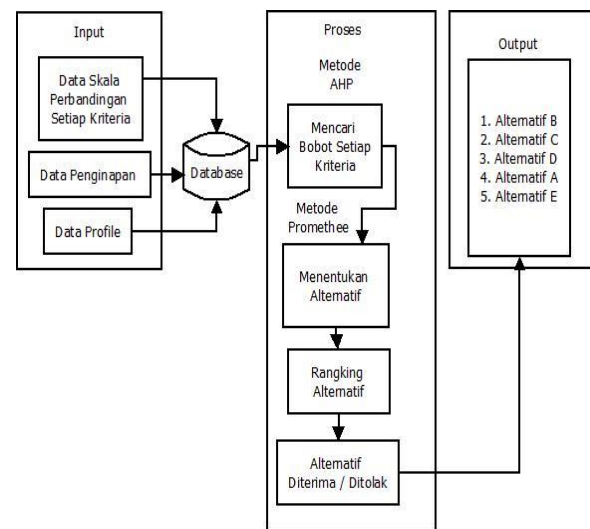 Input
Data Skala
Perbandingan
Setiap Kriteria
Data Penginapan
Data Profile
Database
Proses
Metode
AHP
Mencari
Bobot Setiap
Kriteria
Metode
Promethee
Menentukan
Alternatif
Rangking
Alternatif
Alternatif
Diterima / Ditolak
Output
1. Alternatif B
2. Alternatif C
3. Alternatif D
4. Alternatif A
5. Alternatif E